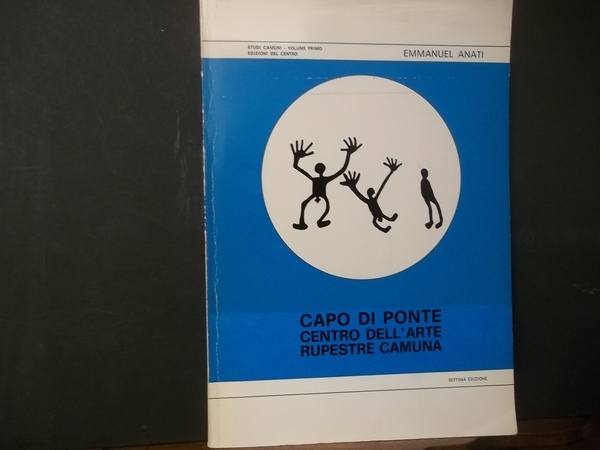 STUDI CAMUNI - VOLUME PRIMO
EDIZIONI DEL CENTRO
EMMANUEL ANATI
CAPO DI PONTE
CENTRO DELL'ARTE
RUPESTRE CAMUNA
SETTIMA EDIZIONE